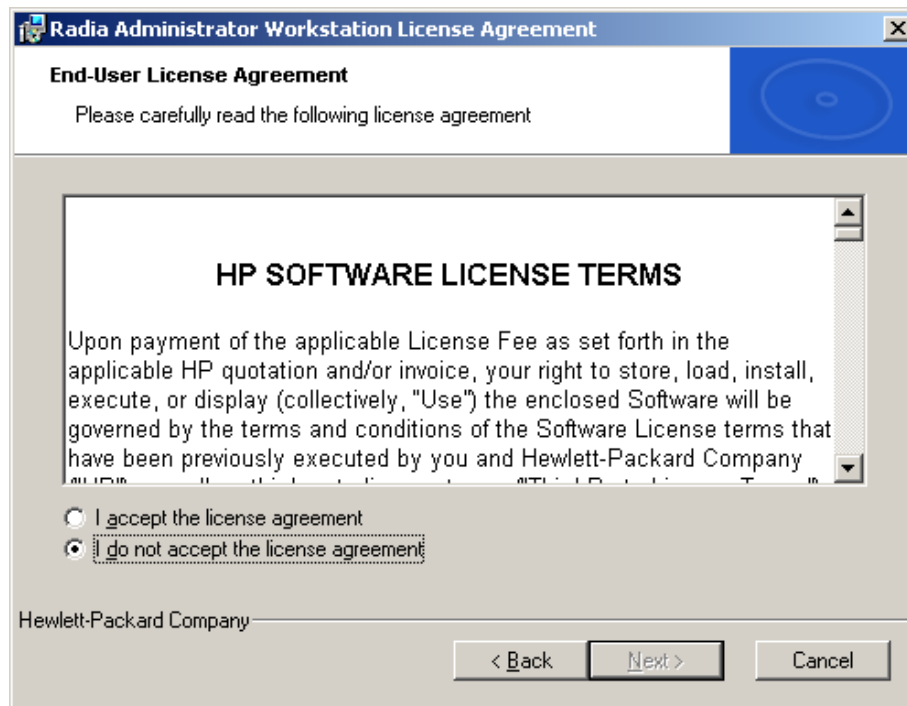 Radia Administrator Workstation License Agreement
End-User License Agreement
Please carefully read the following license agreement
HP SOFTWARE LICENSE TERMS
Upon payment of the applicable License Fee as set forth in the
applicable HP quotation and/or invoice, your right to store, load, install,
execute, or display (collectively, "Use") the enclosed Software will be
governed by the terms and conditions of the Software License terms that
have been previously executed by you and Hewlett-Packard Company
I accept the license agreement
I do not accept the license agreement
Hewlett-Packard Company
< Back Next > Cancel